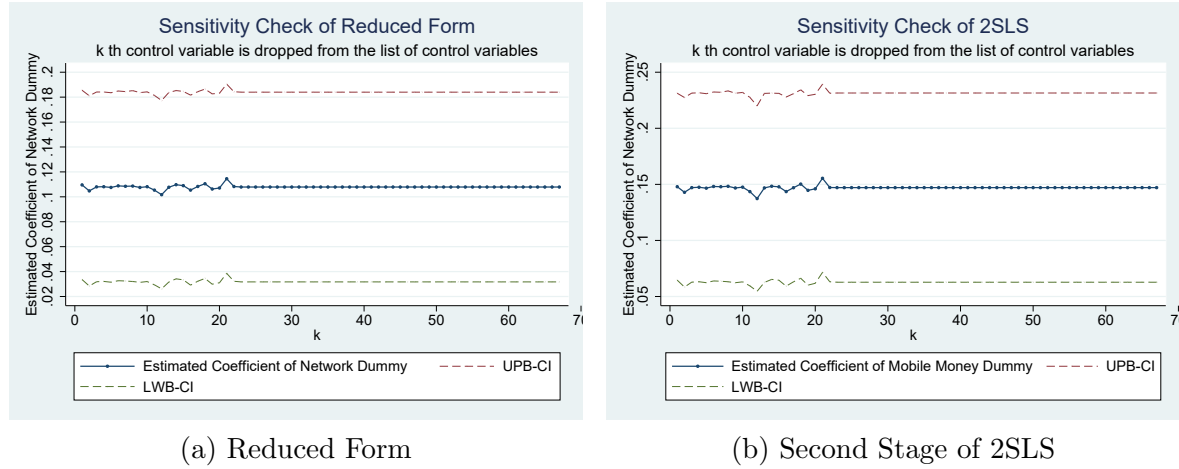 Sensitivity Check of Reduced Form
k th control variable is dropped from the list of control variables
Estimated Coefficient of Network Dummy
.02 .04 .06 .08 .1 .12 .14 .16 .18 .2
0 10 20 30 40 50 60 70
k
Estimated Coefficient of Network Dummy UPB-CI
LWB-CI
(a) Reduced Form
Sensitivity Check of 2SLS
k th control variable is dropped from the list of control variables
Estimated Coefficient of Network Dummy
.05 .1 .15 .2 .25
0 10 20 30 40 50 60 70
k
Estimated Coefficient of Mobile Money Dummy UPB-CI
LWB-CI
(b) Second Stage of 2SLS